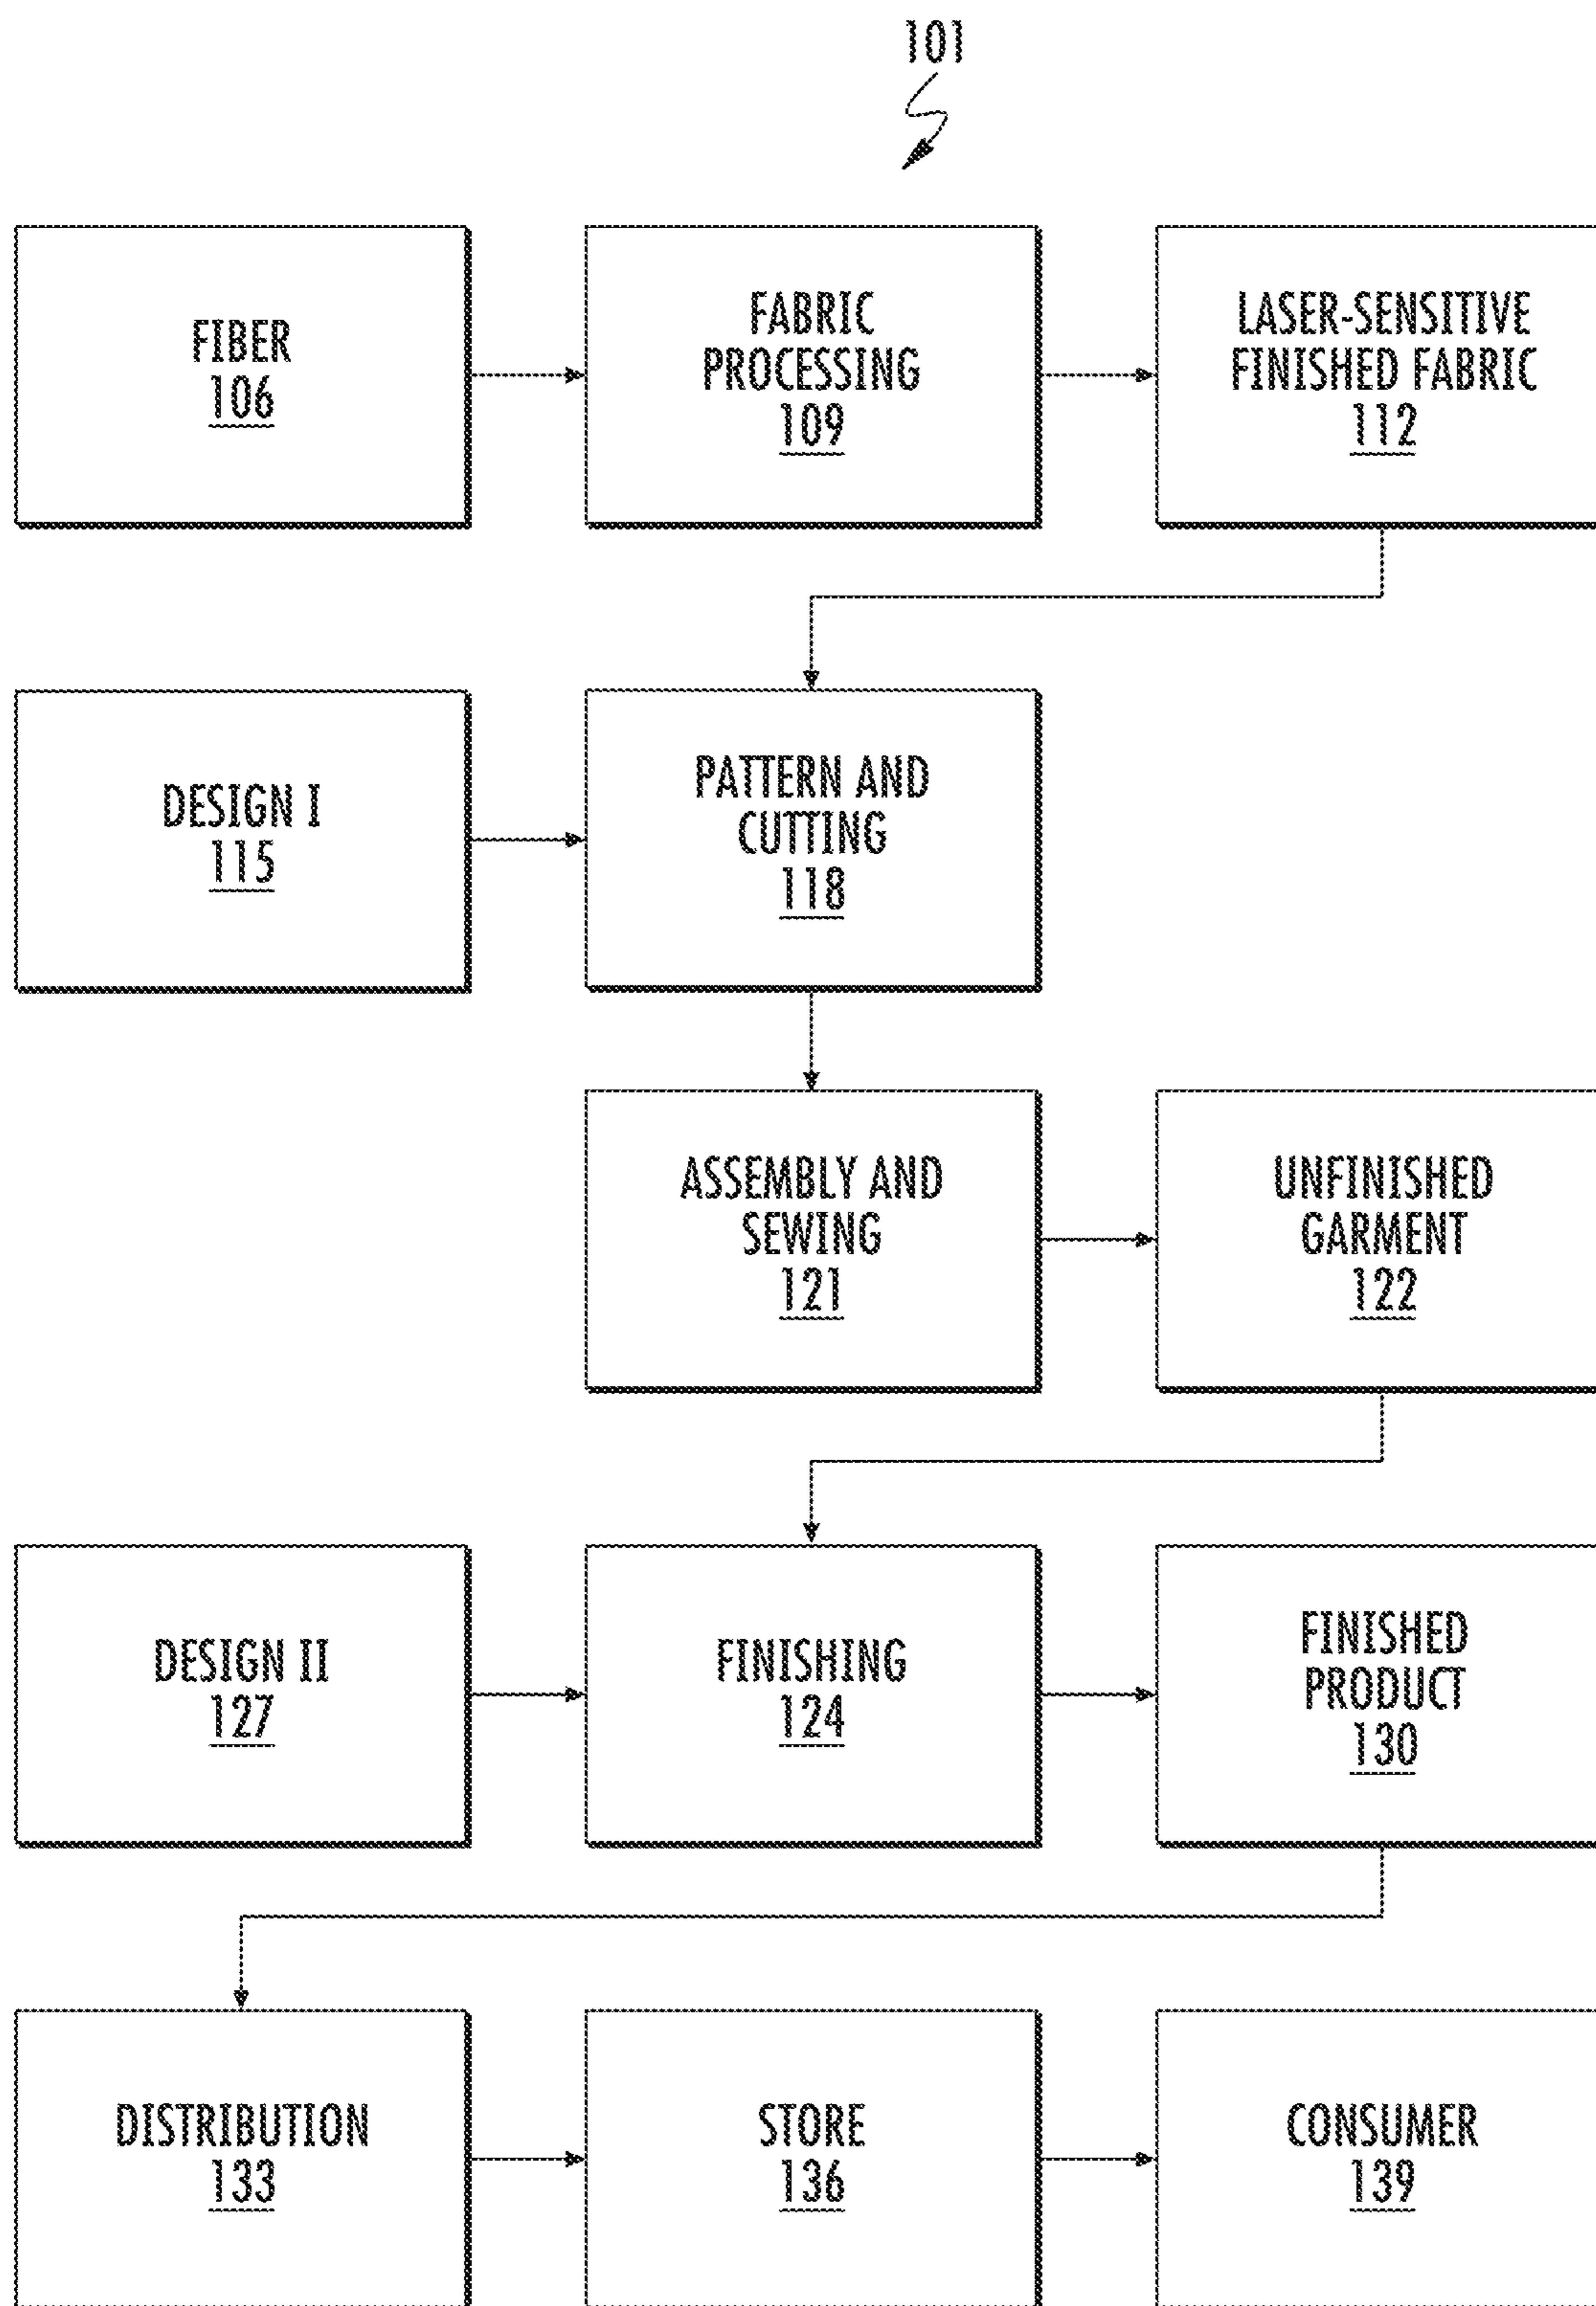 101
FIBER
106
FABRIC
PROCESSING
109
LASER-SENSITIVE
FINISHED FABRIC
112
DESIGN I
115
PATTERN AND
CUTTING
118
ASSEMBLY AND
SEWING
121
UNFINISHED
GARMENT
122
DESIGN II
127
FINISHING
124
FINISHED
PRODUCT
130
DISTRIBUTION
133
STORE
136
CONSUMER
139